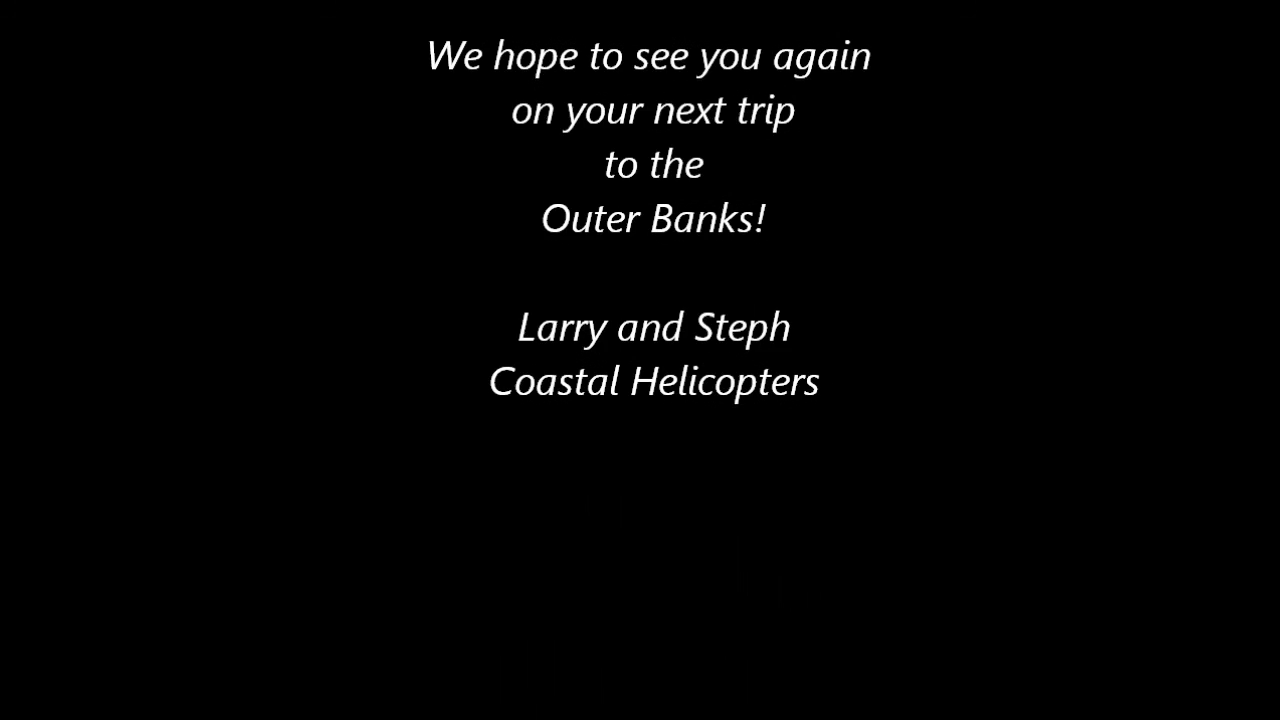 We hope to see you again
on your next trip
to the
Outer Banks!
Larry and Steph
Coastal Helicopters